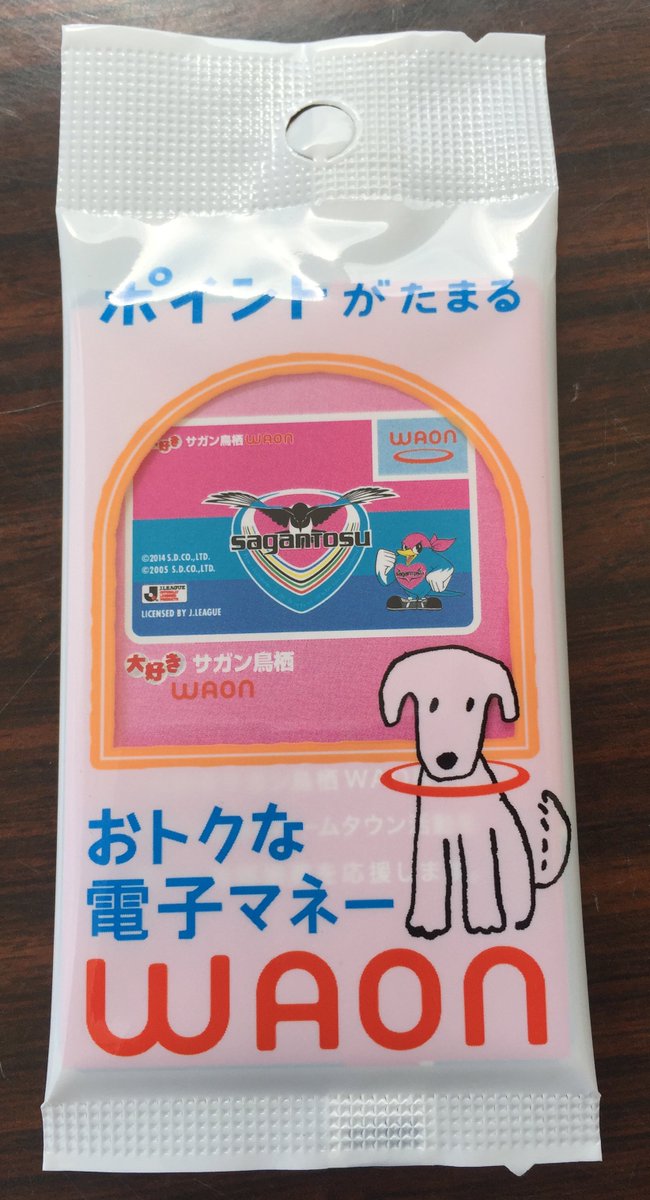 ポイントがたまる
大好き サガン鳥栖 WAON
WAON
sagantosu
sagantosu
©2014 S.D.CO.,LTD.
©2005 S.D.CO.,LTD.
J.LEAGUE
LICENSED BY J.LEAGUE
大好き サガン鳥栖
WAON
おトクな
電子マネー
WAON